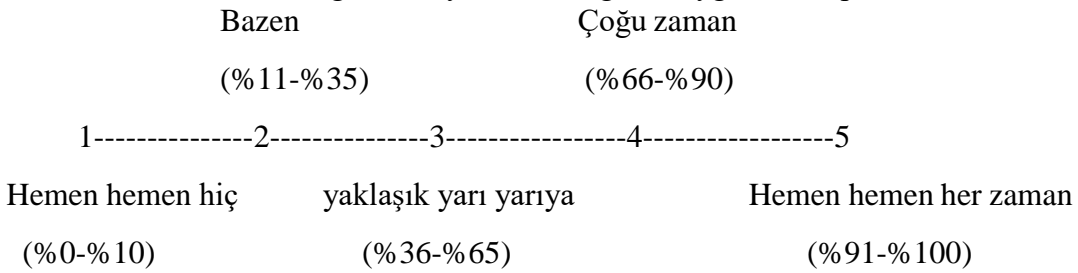 Bazen Çoğu zaman
(%11-%35) (%66-%90)
1---------------2---------------3-----------------4------------------5
Hemen hemen hiç yaklaşık yarı yarıya Hemen hemen her zaman
(%0-%10) (%36-%65) (%91-%100)